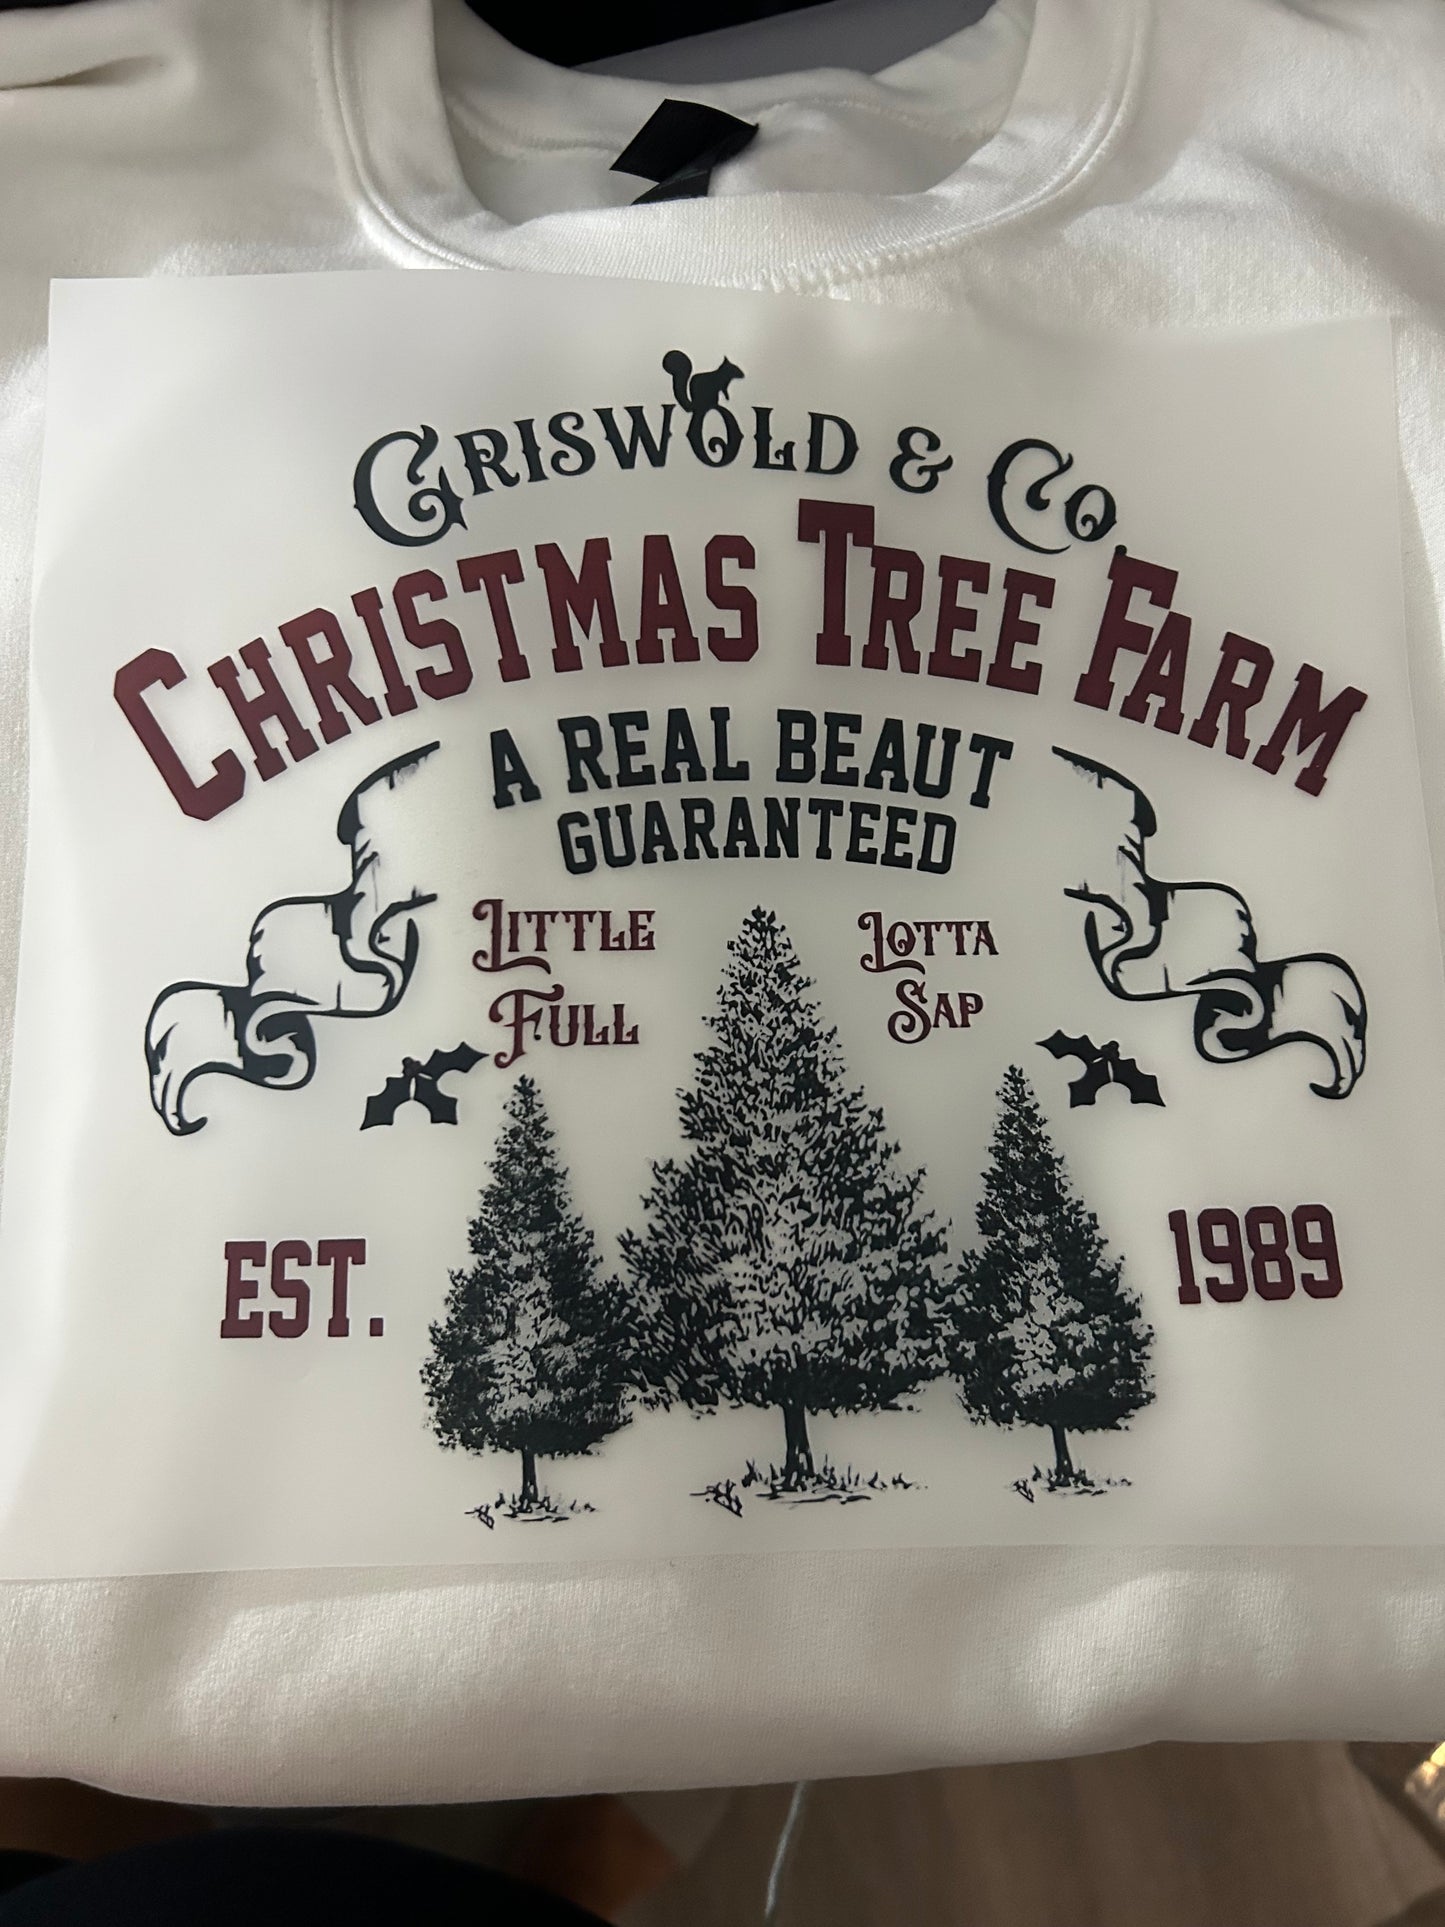 GRISWOLD & CO.
CHRISTMAS TREE FARM
A REAL BEAUT
GUARANTEED
LITTLE
FULL
LOTTA
SAP
EST.
1989